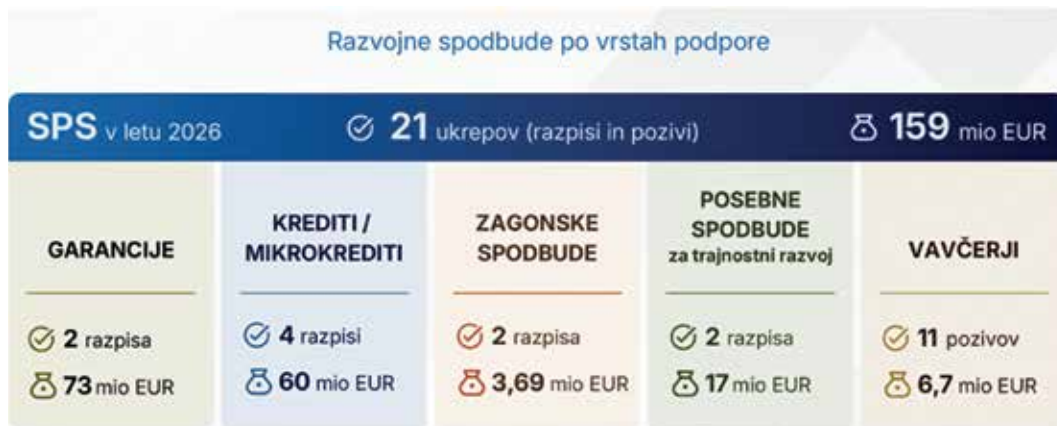 Razvojne spodbude po vrstah podpore
SPS v letu 2026
21 ukrepov (razpisi in pozivi)
159 mio EUR
GARANCIJE
2 razpisa
73 mio EUR
KREDITI /
MIKROKREDITI
4 razpisi
60 mio EUR
ZAGONSKE
SPODBUDE
2 razpisa
3,69 mio EUR
POSEBNE
SPODBUDE
za trajnostni razvoj
2 razpisa
17 mio EUR
VAVČERJI
11 pozivov
6,7 mio EUR